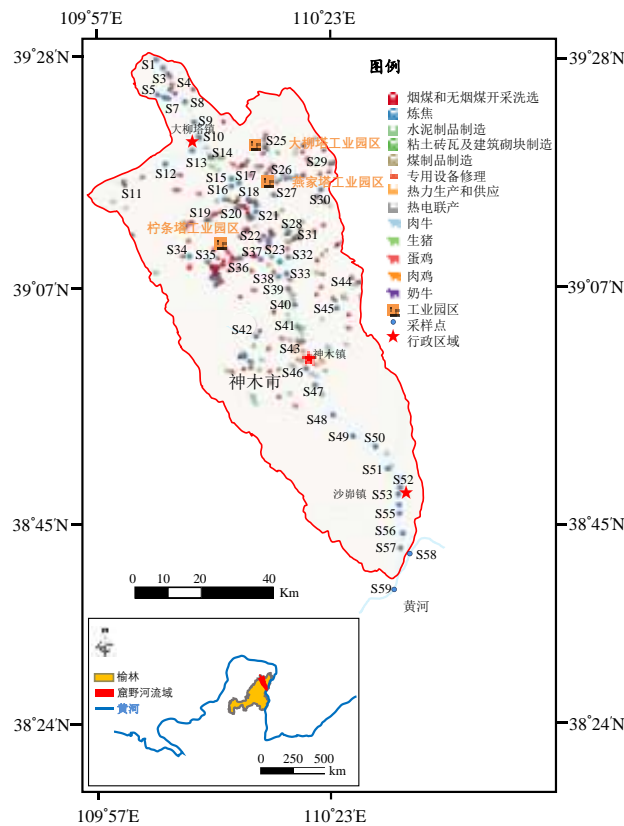 109°57′E
110°23′E
39°28′N
39°28′N
图例
S1
S3
S4
S5
S7
S8
S9
大柳塔镇
S10
S25
大柳塔工业园区
S13
S14
S29
S12
S15
S17
S26
燕家塔工业园区
S11
S16
S18
S27
S30
S19
S20
S21
柠条塔工业园区
S22
S28
S31
S34
S35
S37
S23
S32
S36
S38
S33
S44
39°07′N
39°07′N
S39
S40
S45
S42
S41
S43
神木镇
S46
神木市
S47
S48
S49
S50
S51
S52
沙峁镇
S53
S55
38°45′N
38°45′N
S56
S57
S58
S59
黄河
烟煤和无烟煤开采洗选
炼焦
水泥制品制造
粘土砖瓦及建筑砌块制造
煤制品制造
专用设备修理
热力生产和供应
热电联产
肉牛
生猪
蛋鸡
肉鸡
奶牛
工业园区
采样点
行政区域
0 10 20 40
Km
榆林
窟野河流域
黄河
0 250 500
km
38°24′N
38°24′N
109°57′E
110°23′E